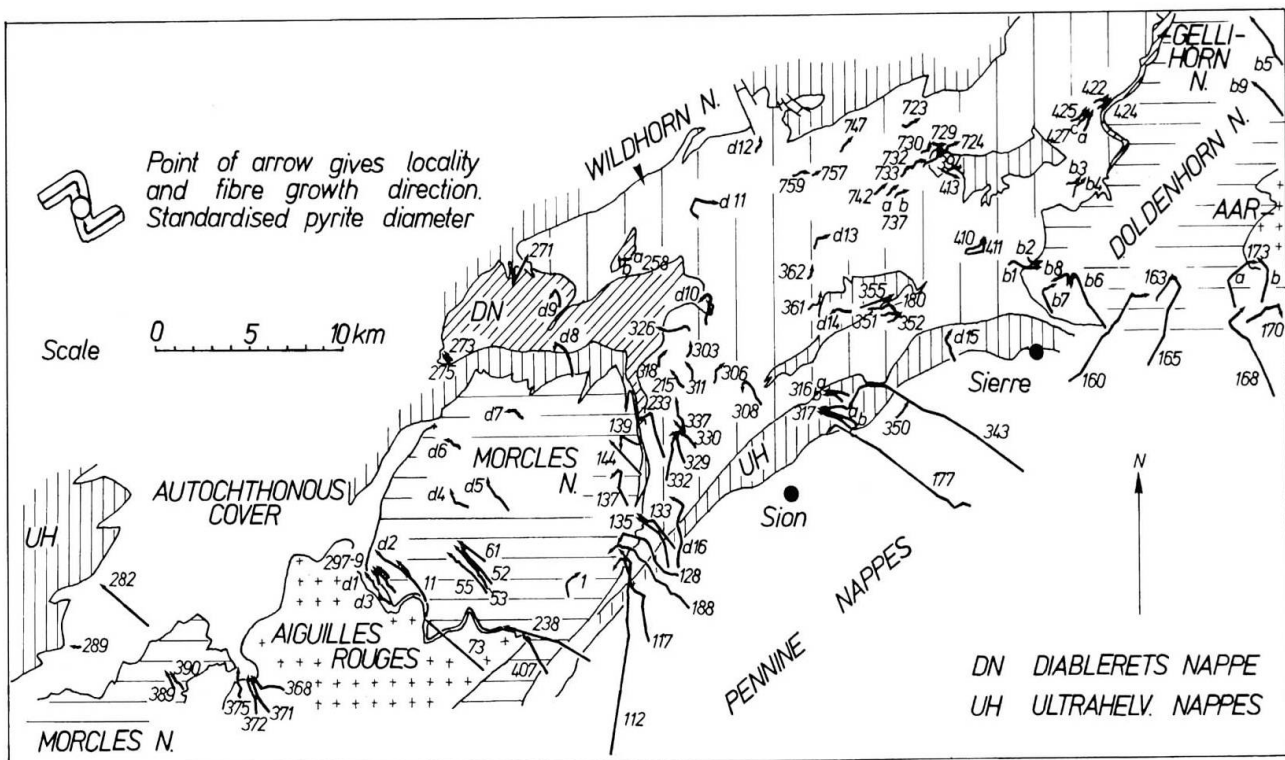 Point of arrow gives locality
and fibre growth direction.
Standardised pyrite diameter
Scale
0 5 10 km
WILDHORN N.
GELLI-
HORN
N.
DOLDENHORN N.
AAR
DN
MORCLES
N.
AUTOCHTHONOUS
COVER
UH
UH
AIGUILLES
ROUGES
PENNINE NAPPES
MORCLES N.
Sierre
Sion
N
DN DIABLERETS NAPPE
UH ULTRAHELV. NAPPES
b5
b9
422
425
424
c
a
427
b3
b4
723
747
729
730
724
732
733
413
759
757
742
a b
737
d12
d11
d13
362
361
410
411
b2
b1
b8
b7
b6
163
173
a
b
170
168
165
160
271
a
b
258
d10
d9
d8
326
303
318
215
311
306
308
355
180
d14
351
352
d15
316
a
317
a
b
350
343
177
273
275
233
139
337
330
329
332
144
137
133
135
d16
128
188
117
112
d7
d6
d4
d5
297-9
d2
d1
d3
11
61
52
55
53
1
238
73
407
282
289
390
389
375
368
371
372